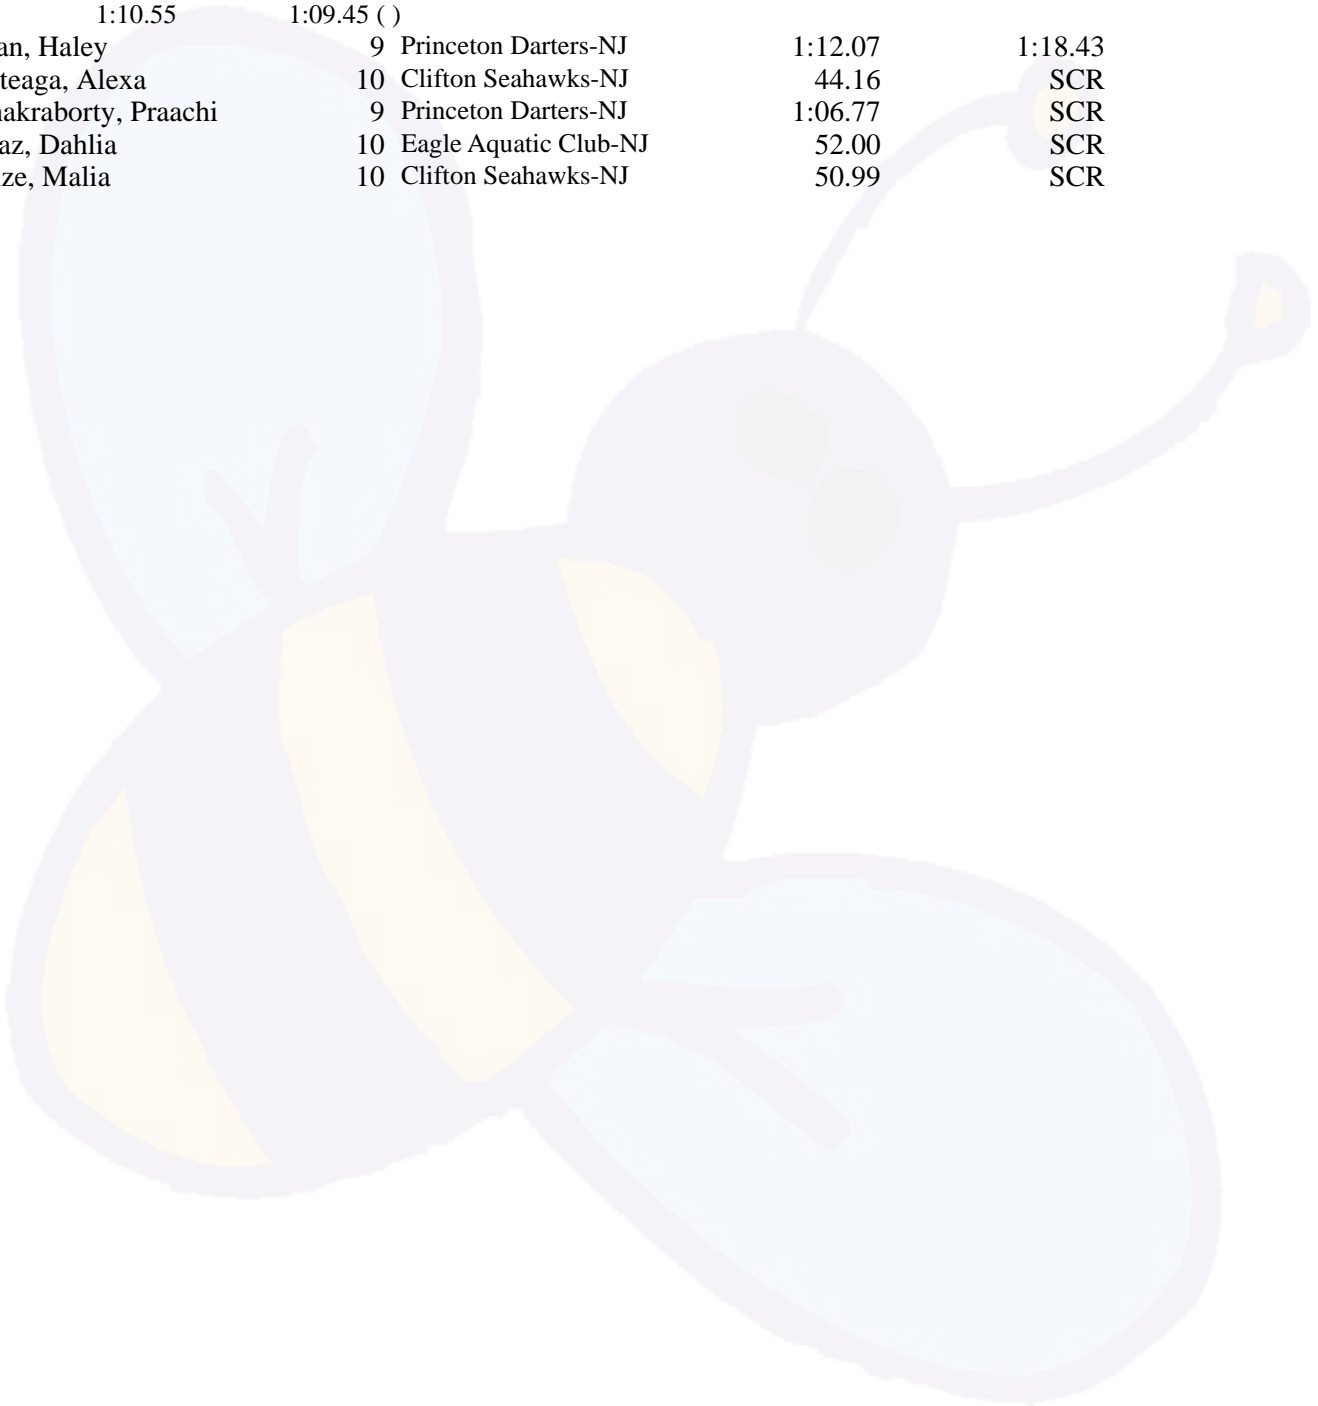 1:10.55 1:09.45 ( )
an, Haley 9 Princeton Darters-NJ 1:12.07 1:18.43
teaga, Alexa 10 Clifton Seahawks-NJ 44.16 SCR
akraborty, Praachi 9 Princeton Darters-NJ 1:06.77 SCR
az, Dahlia 10 Eagle Aquatic Club-NJ 52.00 SCR
ze, Malia 10 Clifton Seahawks-NJ 50.99 SCR